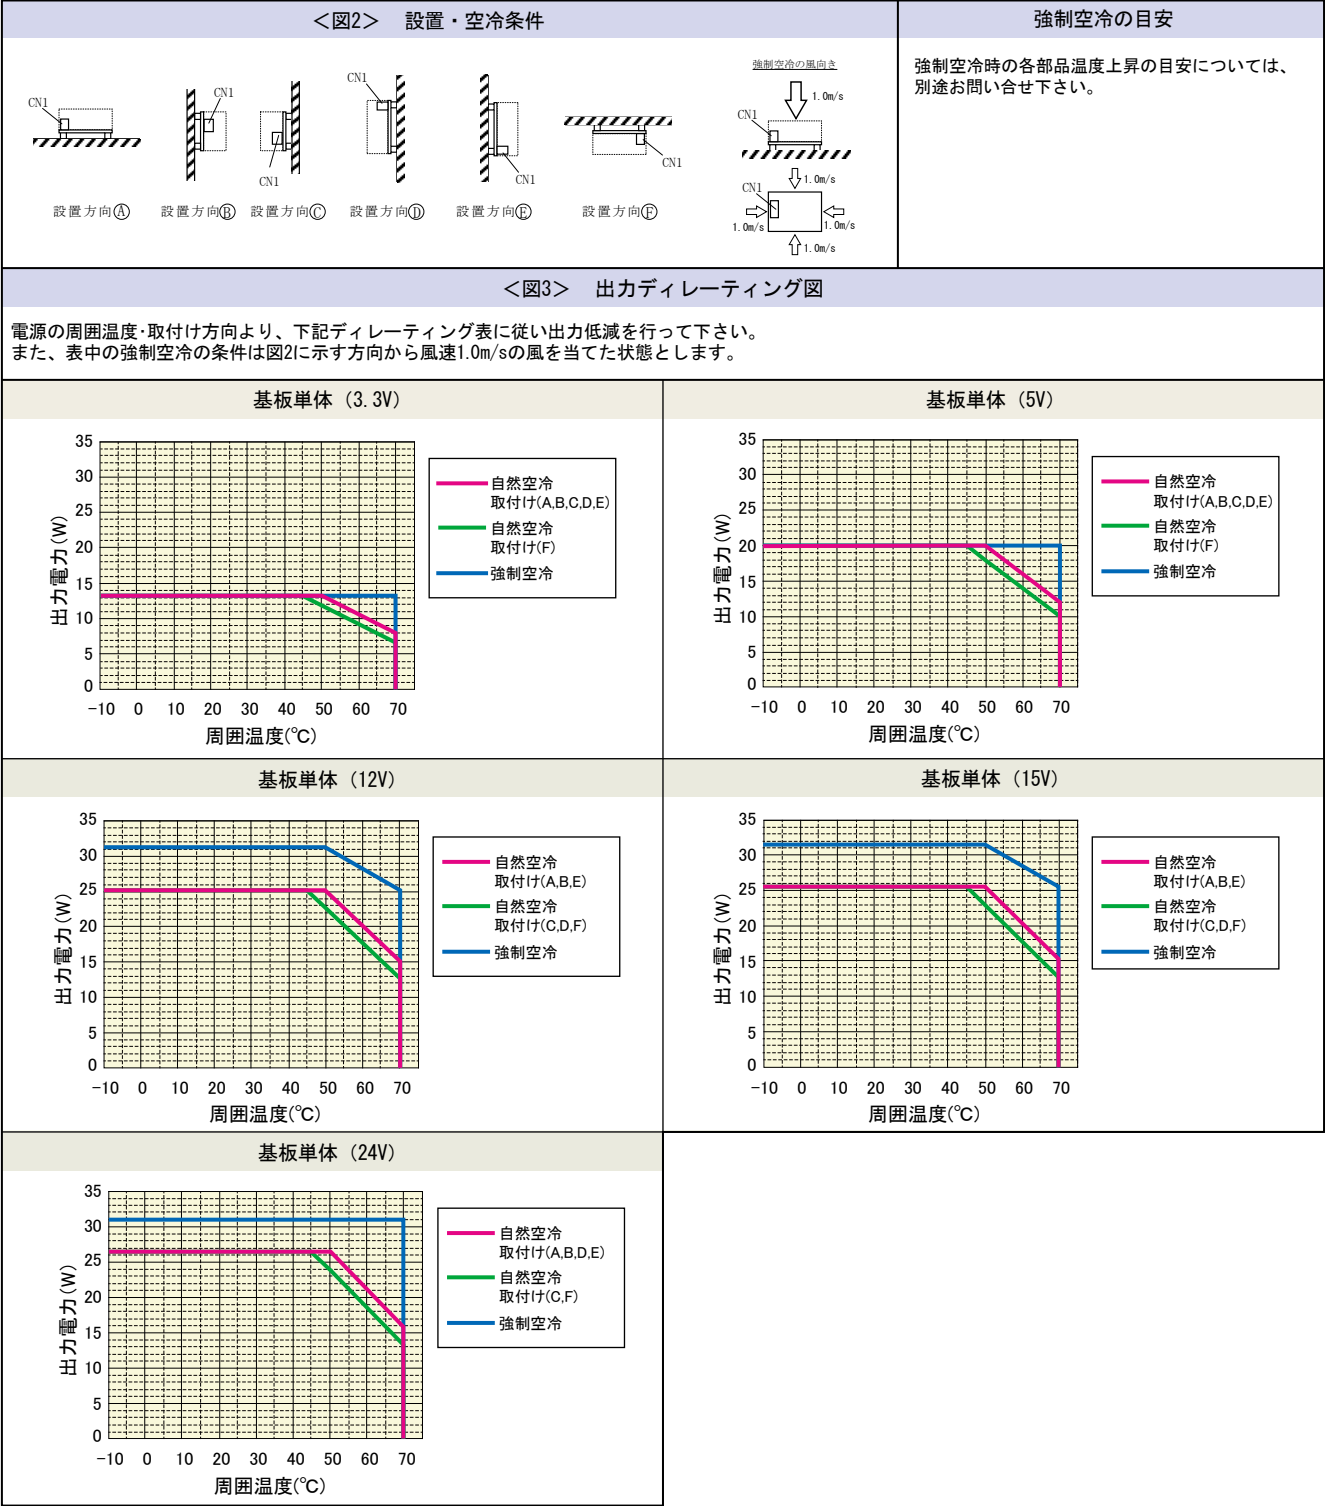 ＜図2＞　設置・空冷条件
強制空冷の目安
CN1
CN1
CN1
CN1
CN1
CN1
設置方向Ⓐ
設置方向Ⓑ
設置方向Ⓒ
設置方向Ⓓ
設置方向Ⓔ
設置方向Ⓕ
強制空冷の風向き
1.0m/s
CN1
1.0m/s
CN1
1.0m/s
1.0m/s
1.0m/s
強制空冷時の各部品温度上昇の目安については、
別途お問い合せ下さい。
＜図3＞　出力ディレーティング図
電源の周囲温度･取付け方向より、下記ディレーティング表に従い出力低減を行って下さい。
また、表中の強制空冷の条件は図2に示す方向から風速1.0m/sの風を当てた状態とします。
基板単体（3.3V）
出力電力(W)
35
30
25
20
15
10
5
0
-10 0 10 20 30 40 50 60 70
周囲温度(℃)
自然空冷
取付け(A,B,C,D,E)
自然空冷
取付け(F)
強制空冷
基板単体（5V）
出力電力(W)
35
30
25
20
15
10
5
0
-10 0 10 20 30 40 50 60 70
周囲温度(℃)
自然空冷
取付け(A,B,C,D,E)
自然空冷
取付け(F)
強制空冷
基板単体（12V）
出力電力(W)
35
30
25
20
15
10
5
0
-10 0 10 20 30 40 50 60 70
周囲温度(℃)
自然空冷
取付け(A,B,E)
自然空冷
取付け(C,D,F)
強制空冷
基板単体（15V）
出力電力(W)
35
30
25
20
15
10
5
0
-10 0 10 20 30 40 50 60 70
周囲温度(℃)
自然空冷
取付け(A,B,E)
自然空冷
取付け(C,D,F)
強制空冷
基板単体（24V）
出力電力(W)
35
30
25
20
15
10
5
0
-10 0 10 20 30 40 50 60 70
周囲温度(℃)
自然空冷
取付け(A,B,D,E)
自然空冷
取付け(C,F)
強制空冷